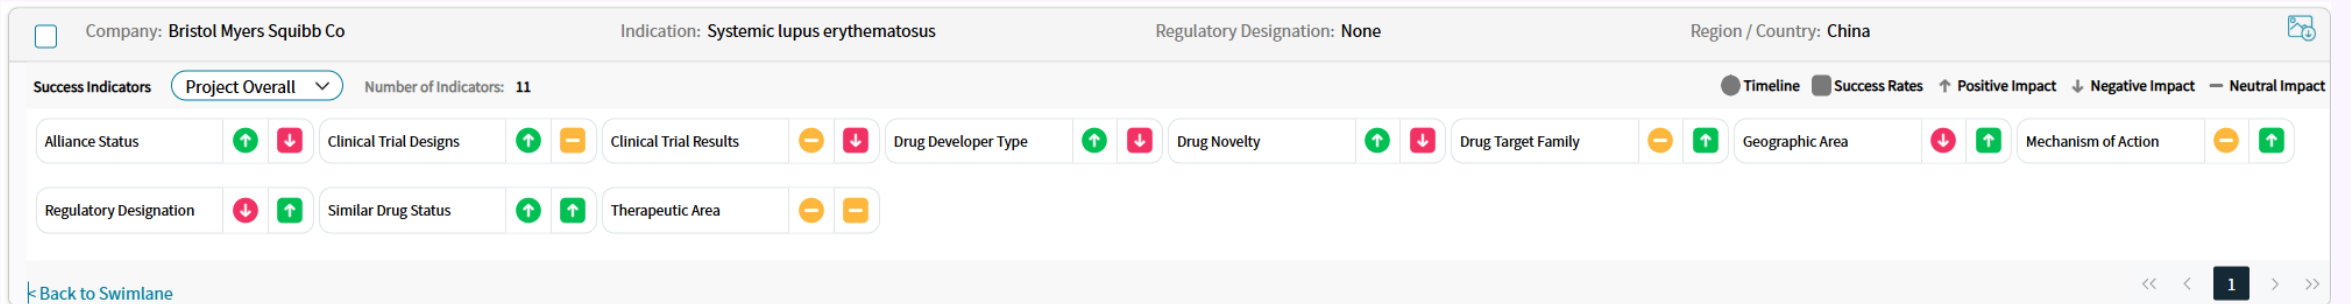 Company: Bristol Myers Squibb Co Indication: Systemic lupus erythematosus Regulatory Designation: None Region / Country: China
Success Indicators Project Overall Number of Indicators: 11 Timeline Success Rates Positive Impact Negative Impact Neutral Impact
Alliance Status Clinical Trial Designs Clinical Trial Results Drug Developer Type Drug Novelty Drug Target Family Geographic Area Mechanism of Action
Regulatory Designation Similar Drug Status Therapeutic Area
< Back to Swimlane << < 1 > >>